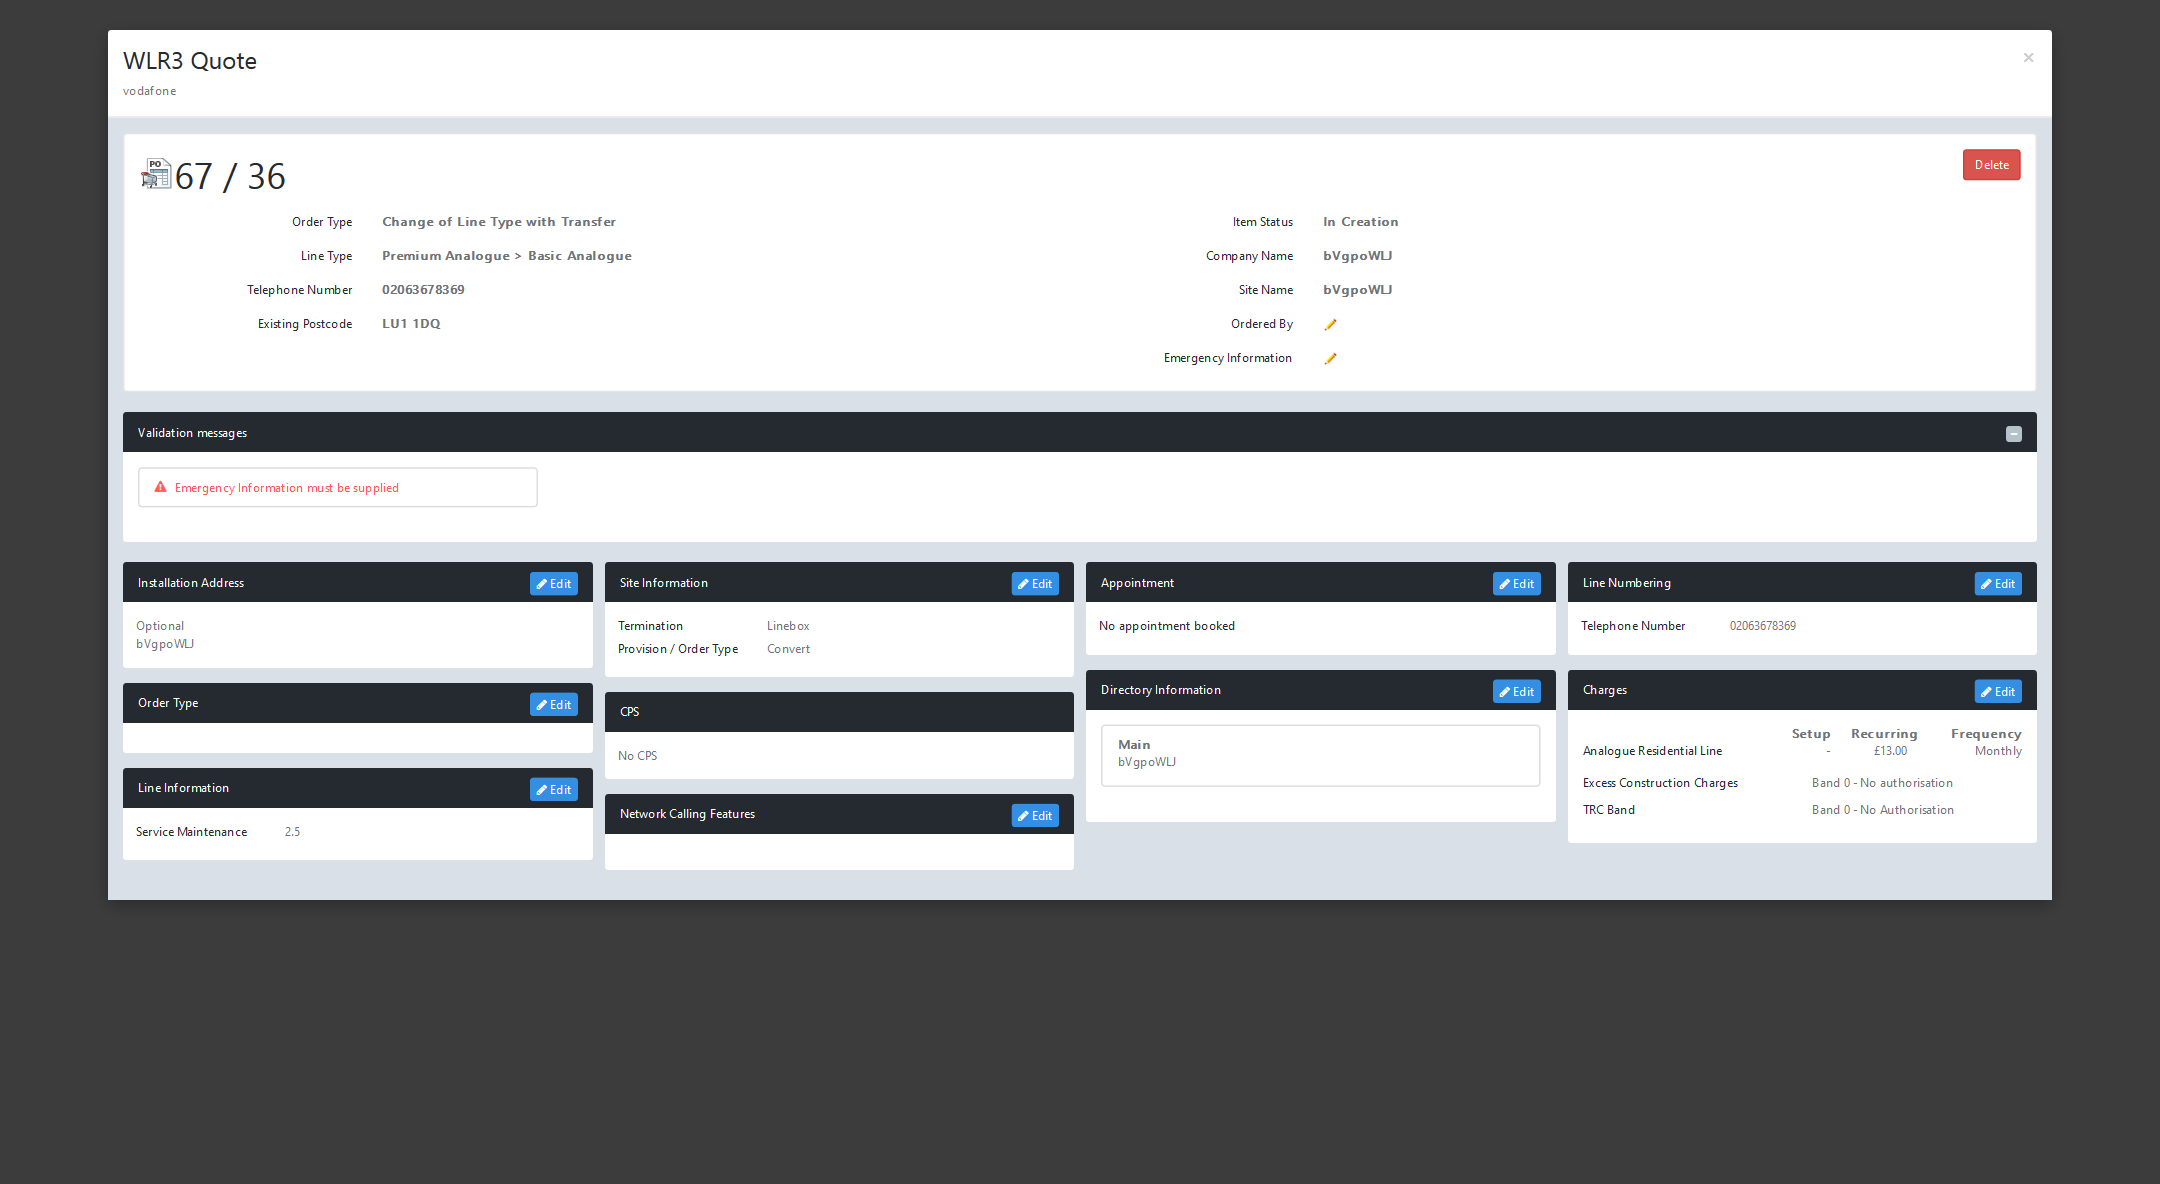 WLR3 Quote
×
vodafone
PO
67 / 36
Delete
Order Type Change of Line Type with Transfer
Line Type Premium Analogue > Basic Analogue
Telephone Number 02063678369
Existing Postcode LU1 1DQ
Item Status In Creation
Company Name bVgpoWLJ
Site Name bVgpoWLJ
Ordered By
Emergency Information
Validation messages
Emergency Information must be supplied
Installation Address Edit
Optional
bVgpoWLJ
Order Type Edit
Line Information Edit
Service Maintenance 2.5
Site Information Edit
Termination Linebox
Provision / Order Type Convert
CPS
No CPS
Network Calling Features Edit
Appointment Edit
No appointment booked
Directory Information Edit
Main
bVgpoWLJ
Line Numbering Edit
Telephone Number 02063678369
Charges Edit
Setup Recurring Frequency
Analogue Residential Line - £13.00 Monthly
Excess Construction Charges Band 0 - No authorisation
TRC Band Band 0 - No Authorisation